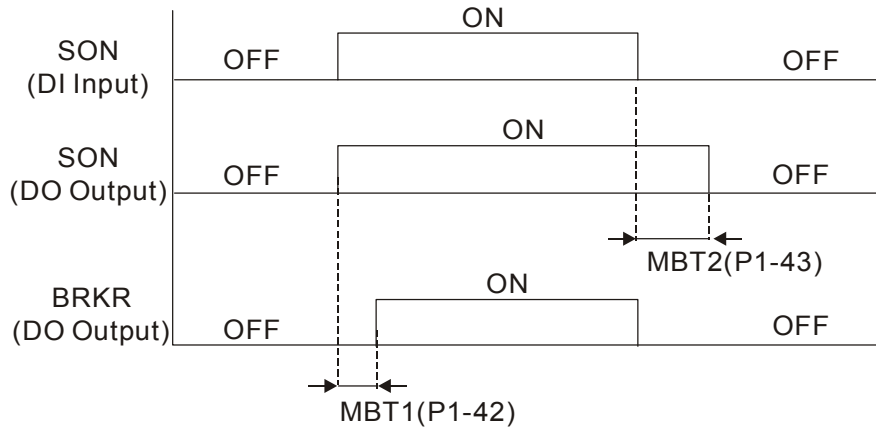 ON
SON
(DI Input)
OFF
OFF
ON
SON
(DO Output)
OFF
OFF
MBT2(P1-43)
ON
BRKR
(DO Output)
OFF
OFF
MBT1(P1-42)